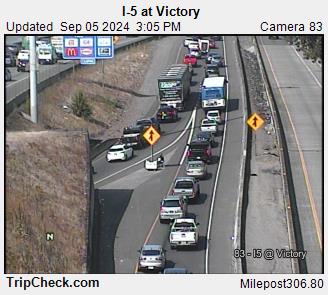 I-5 at Victory
Updated Sep 05 2024 3:05 PM Camera 83
N
83 - I5 @ Victory
TripCheck.com Milepost306.80